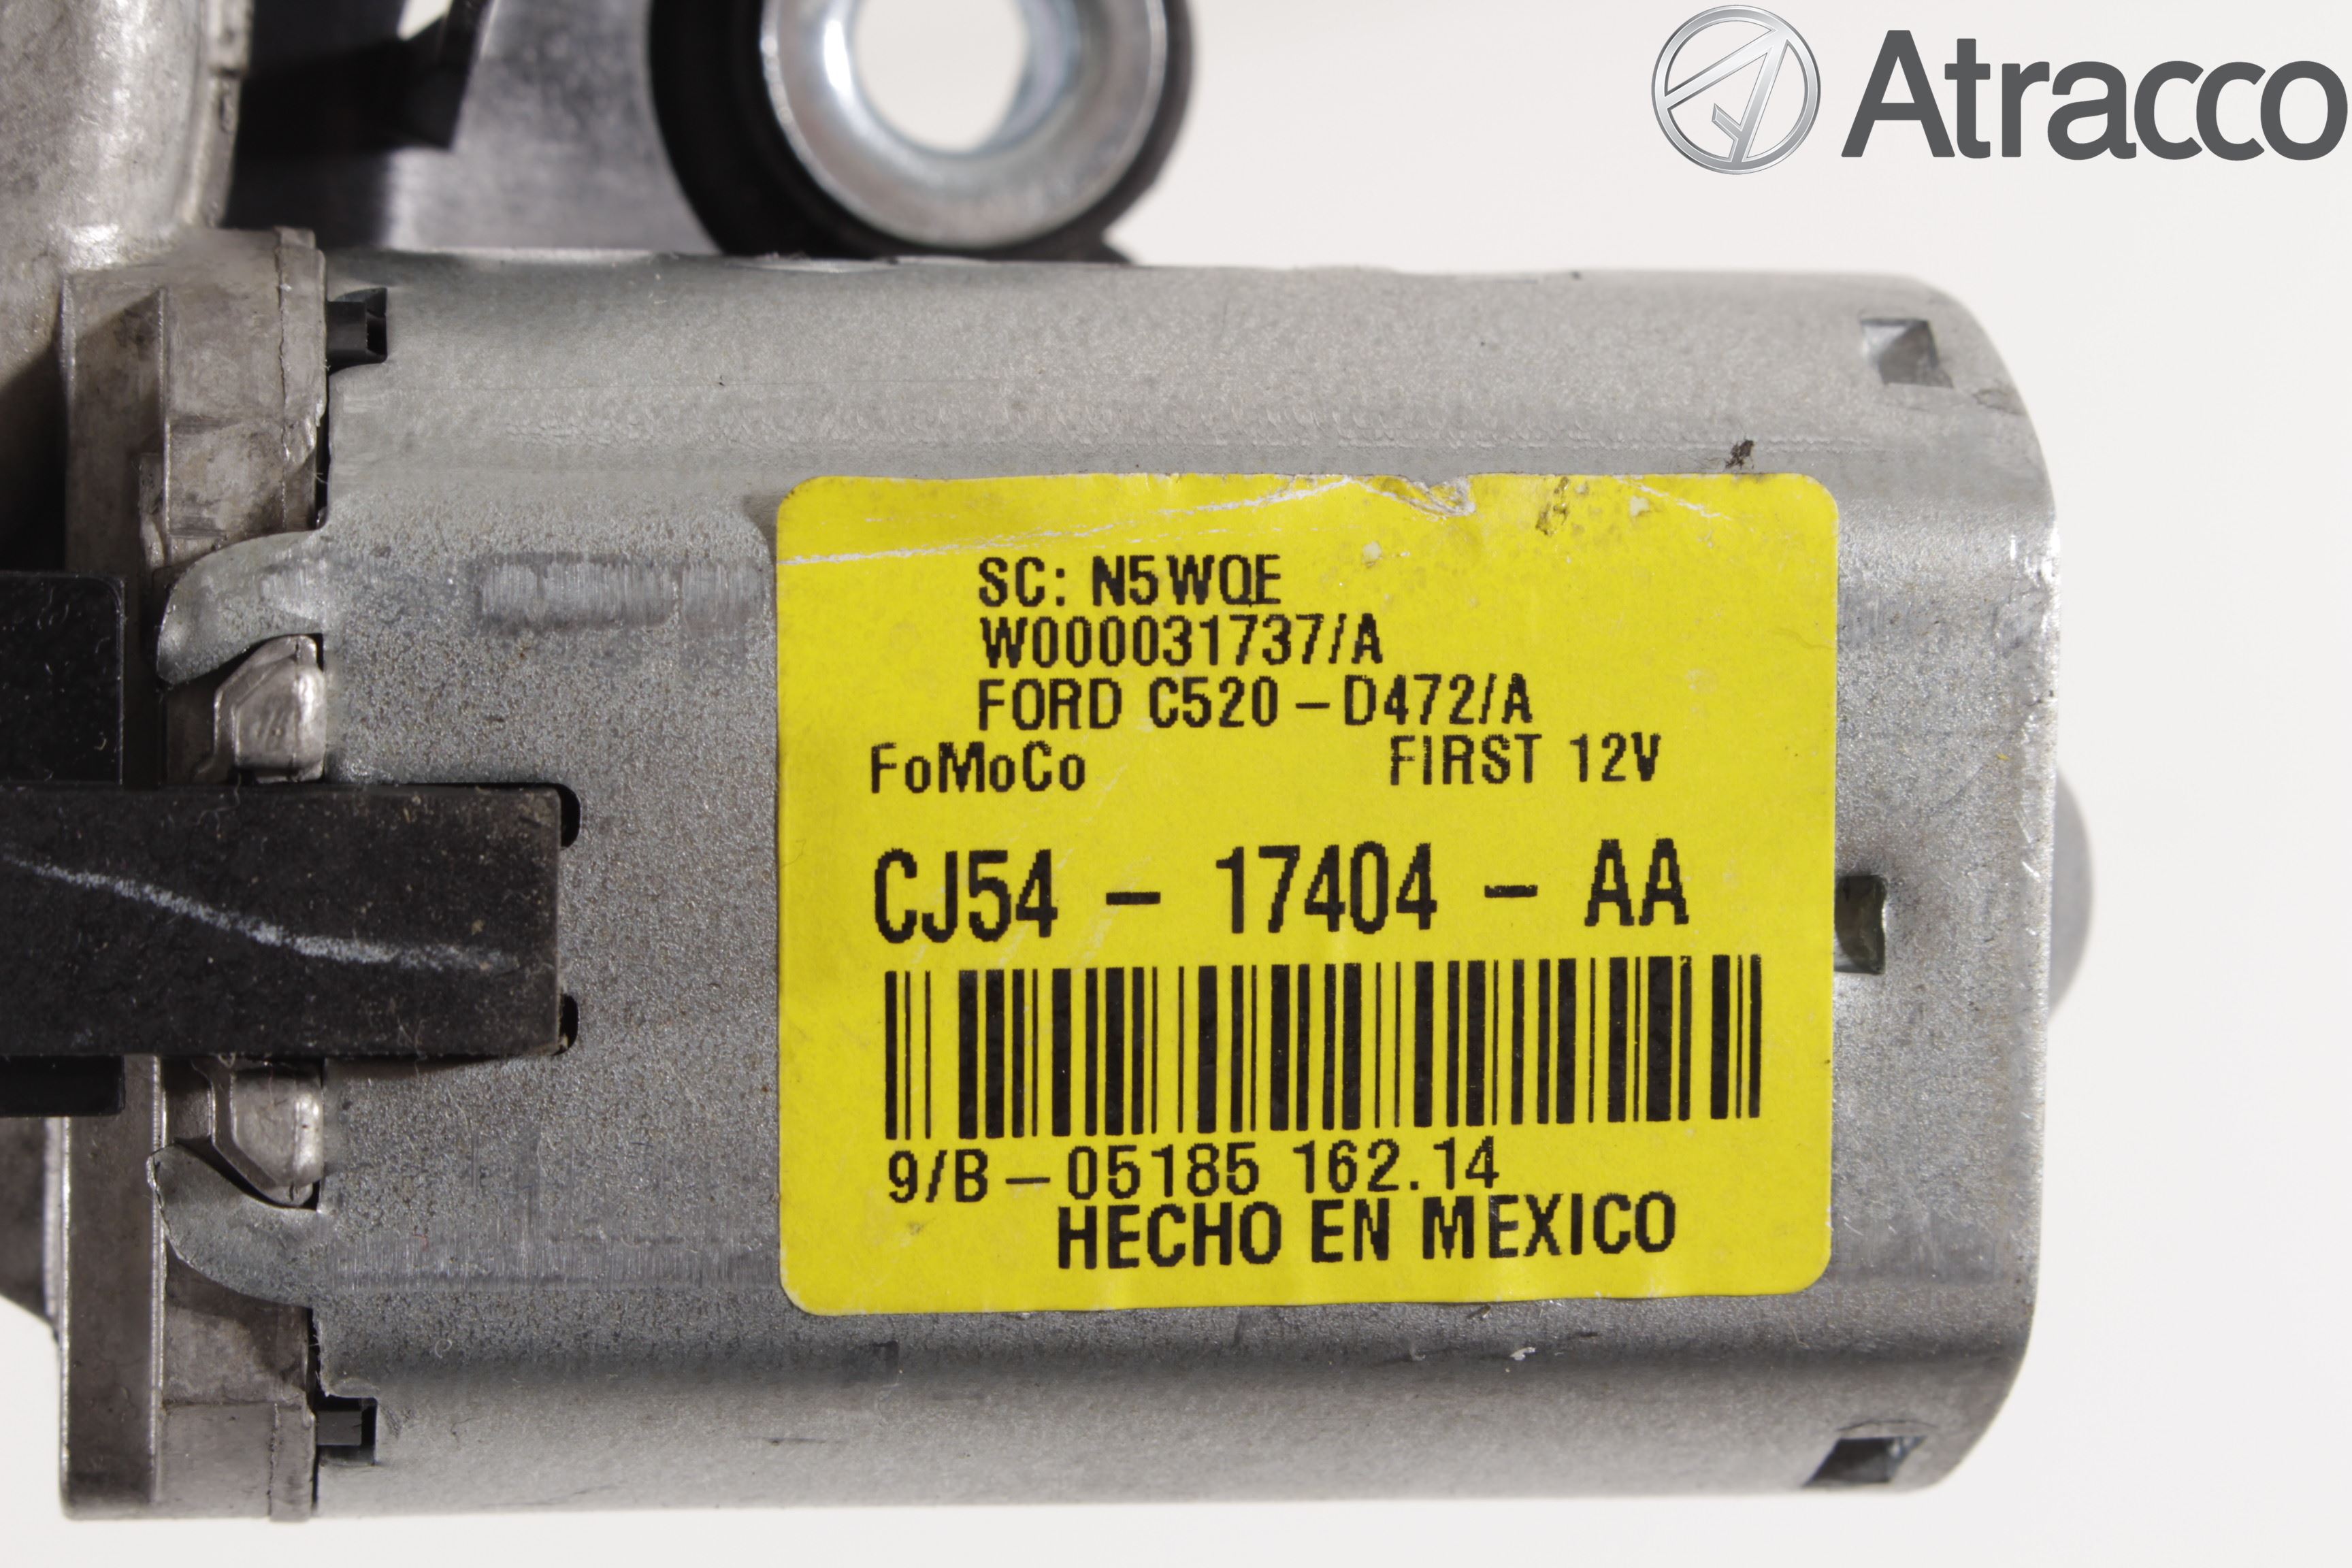 Atracco
SC: N5WQE
W000031737/A
FORD C520-D472/A
FoMoCo FIRST 12V
CJ54 - 17404 - AA
9/B-05185 162.14
HECHO EN MEXICO